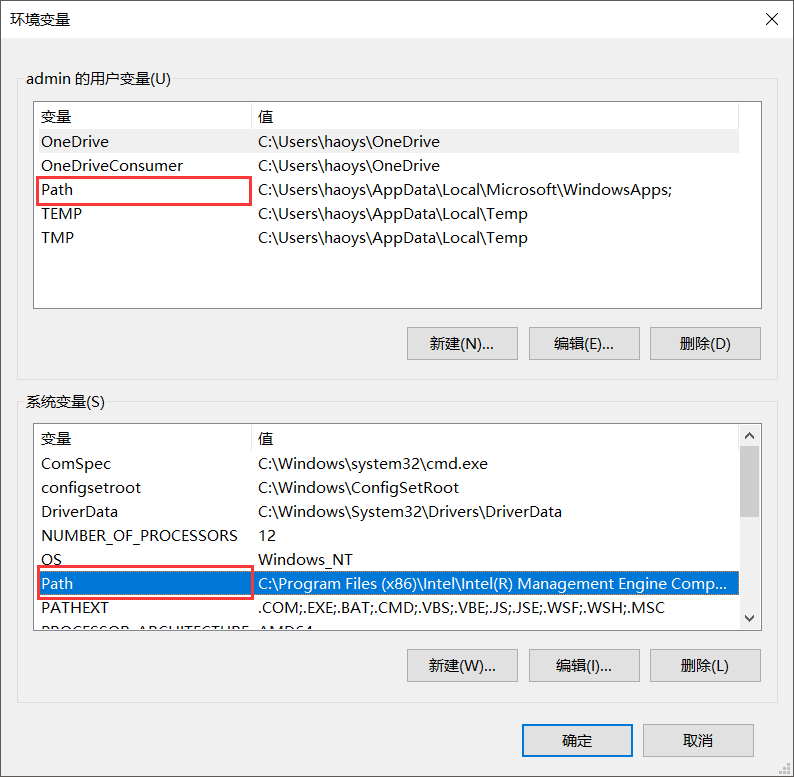 环境变量
admin 的用户变量(U)
变量 值
OneDrive C:\Users\haoys\OneDrive
OneDriveConsumer C:\Users\haoys\OneDrive
Path C:\Users\haoys\AppData\Local\Microsoft\WindowsApps;
TEMP C:\Users\haoys\AppData\Local\Temp
TMP C:\Users\haoys\AppData\Local\Temp
新建(N)... 编辑(E)... 删除(D)
系统变量(S)
变量 值
ComSpec C:\Windows\system32\cmd.exe
configsetroot C:\Windows\ConfigSetRoot
DriverData C:\Windows\System32\Drivers\DriverData
NUMBER_OF_PROCESSORS 12
OS Windows_NT
Path C:\Program Files (x86)\Intel\Intel(R) Management Engine Comp...
PATHEXT .COM;.EXE;.BAT;.CMD;.VBS;.VBE;.JS;.JSE;.WSF;.WSH;.MSC
PROCESSOR_ARCHITECTURE AMD64
新建(W)... 编辑(I)... 删除(L)
确定 取消